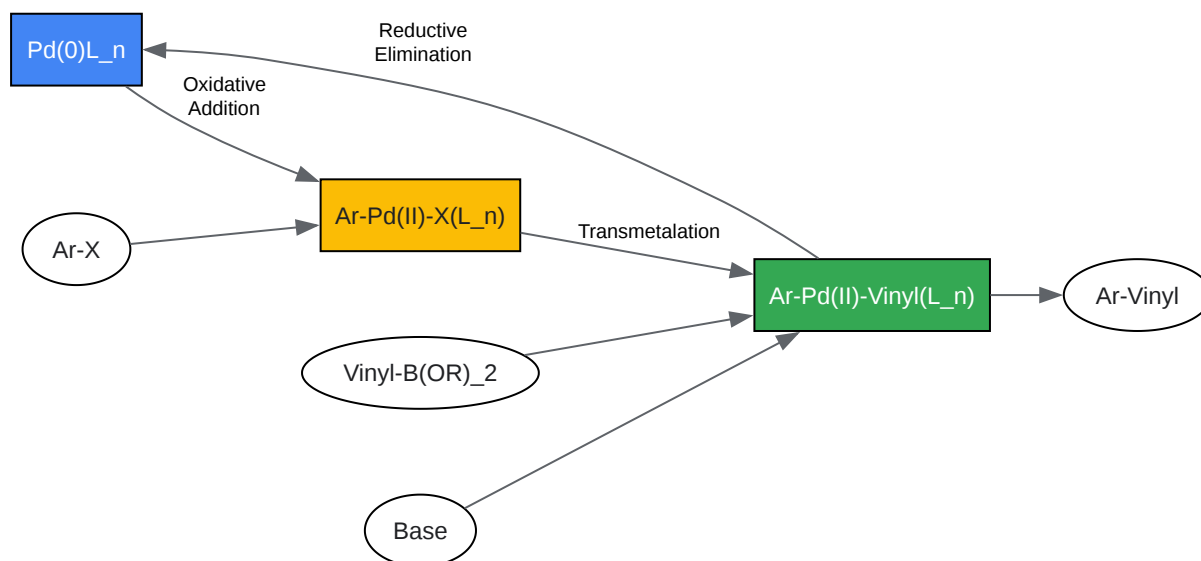 Pd(0)L_n
Reductive
Elimination
Oxidative
Addition
Ar-Pd(II)-X(L_n)
Ar-X
Transmetalation
Ar-Pd(II)-Vinyl(L_n)
Ar-Vinyl
Vinyl-B(OR)_2
Base